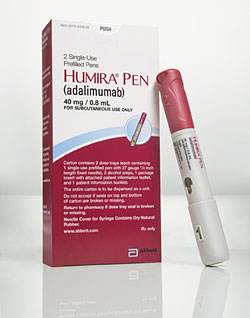 PUSH
2 Single-Use
Prefilled Pens
HUMIRA® PEN
(adalimumab)
40 mg / 0.8 mL
FOR SUBCUTANEOUS USE ONLY
Carton contains 2 dose trays (each containing
1 single-use prefilled pen with 27 gauge ½ inch
length fixed needle), 2 alcohol preps, 1 package
insert with attached patient information leaflet,
and 1 patient information booklet.
The entire carton is to be dispensed as a unit.
Do not accept if seals on top and bottom
of carton are broken or missing.
Return to pharmacy if dose tray seal is broken
or missing.
Needle Cover for Syringe Contains Dry Natural
Rubber.
www.abbott.com
Rx only
Abbott
1